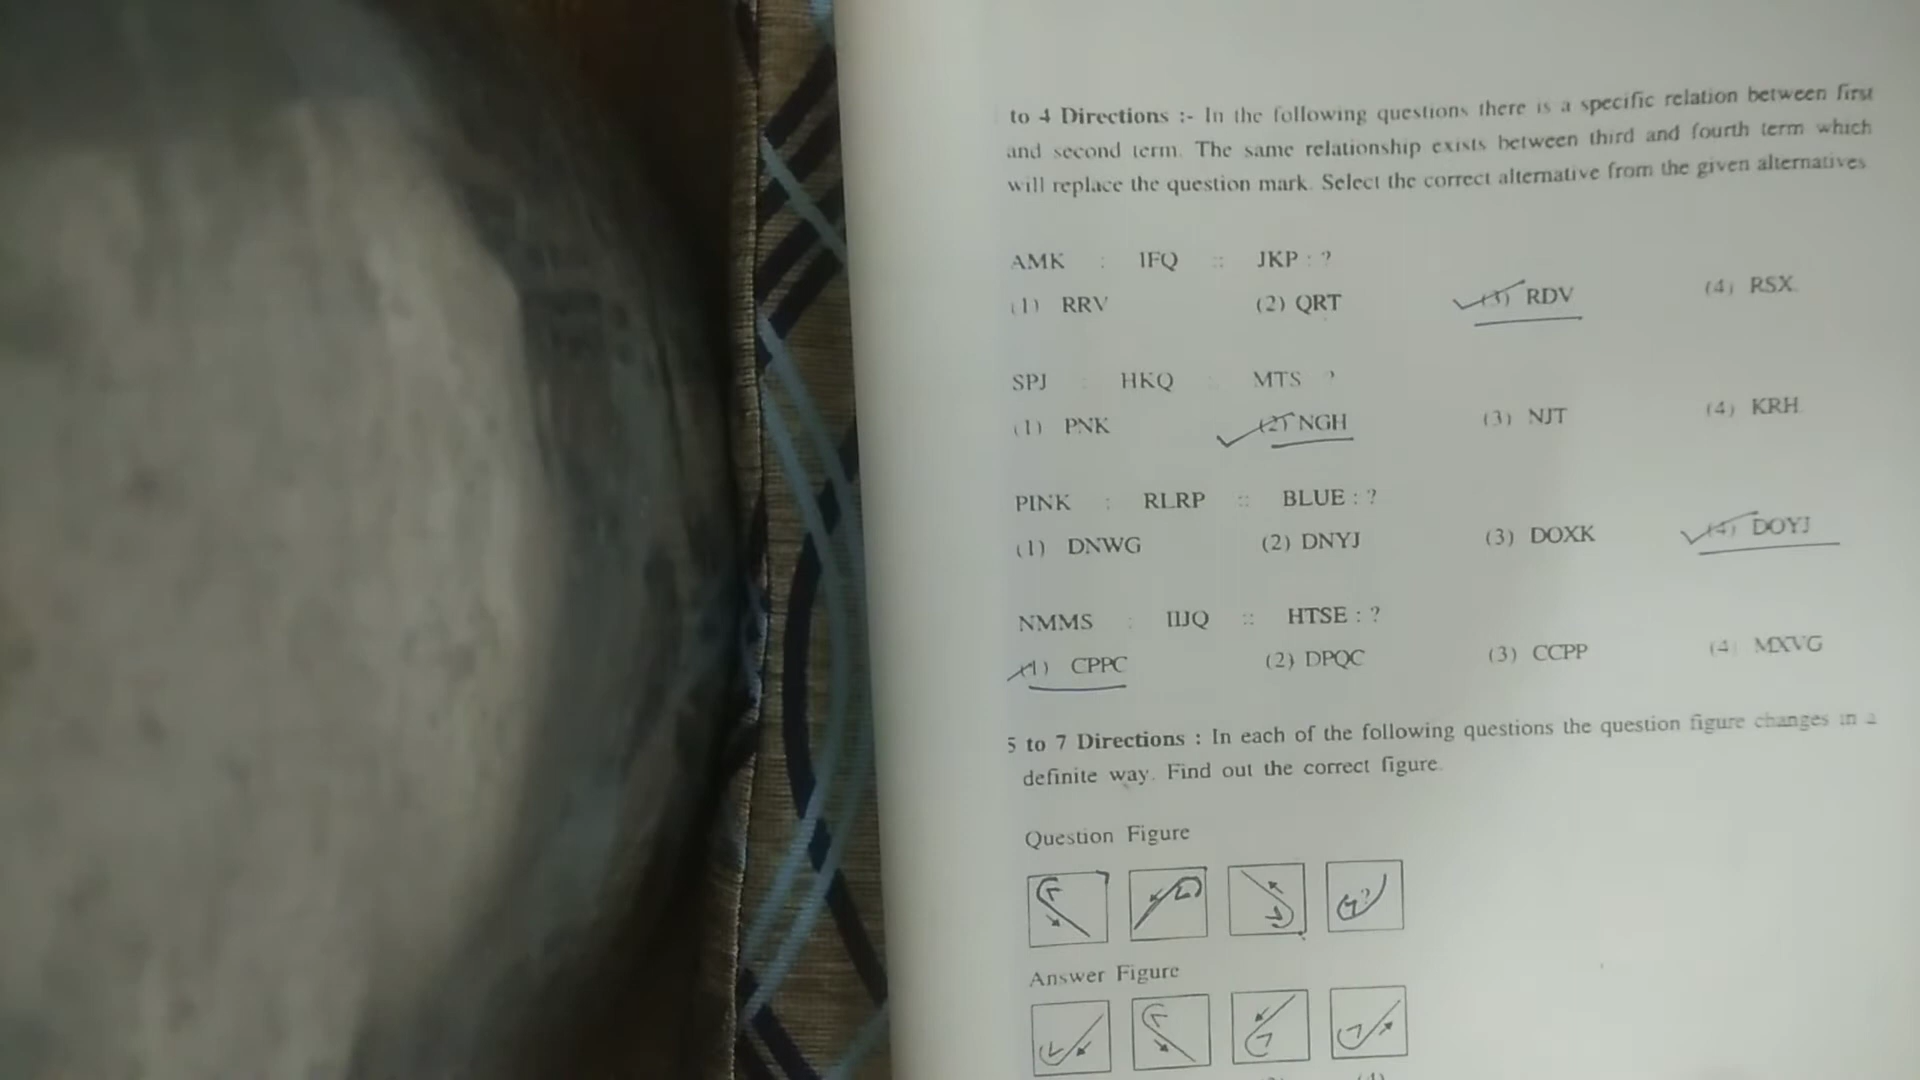 to 4 Directions :- In the following questions there is a specific relation between first
and second term. The same relationship exists between third and fourth term which
will replace the question mark. Select the correct alternative from the given alternatives
AMK : IFQ :: JKP : ?
(1) RRV (2) QRT (3) RDV (4) RSX
SPJ : HKQ : MTS ?
(1) PNK (2) NGH (3) NJT (4) KRH
PINK : RLRP :: BLUE : ?
(1) DNWG (2) DNYJ (3) DOXK (4) DOYJ
NMMS : IIJQ :: HTSE : ?
(1) CPPC (2) DPQC (3) CCPP (4) MXVG
5 to 7 Directions : In each of the following questions the question figure changes in a
definite way. Find out the correct figure.
Question Figure
?
Answer Figure